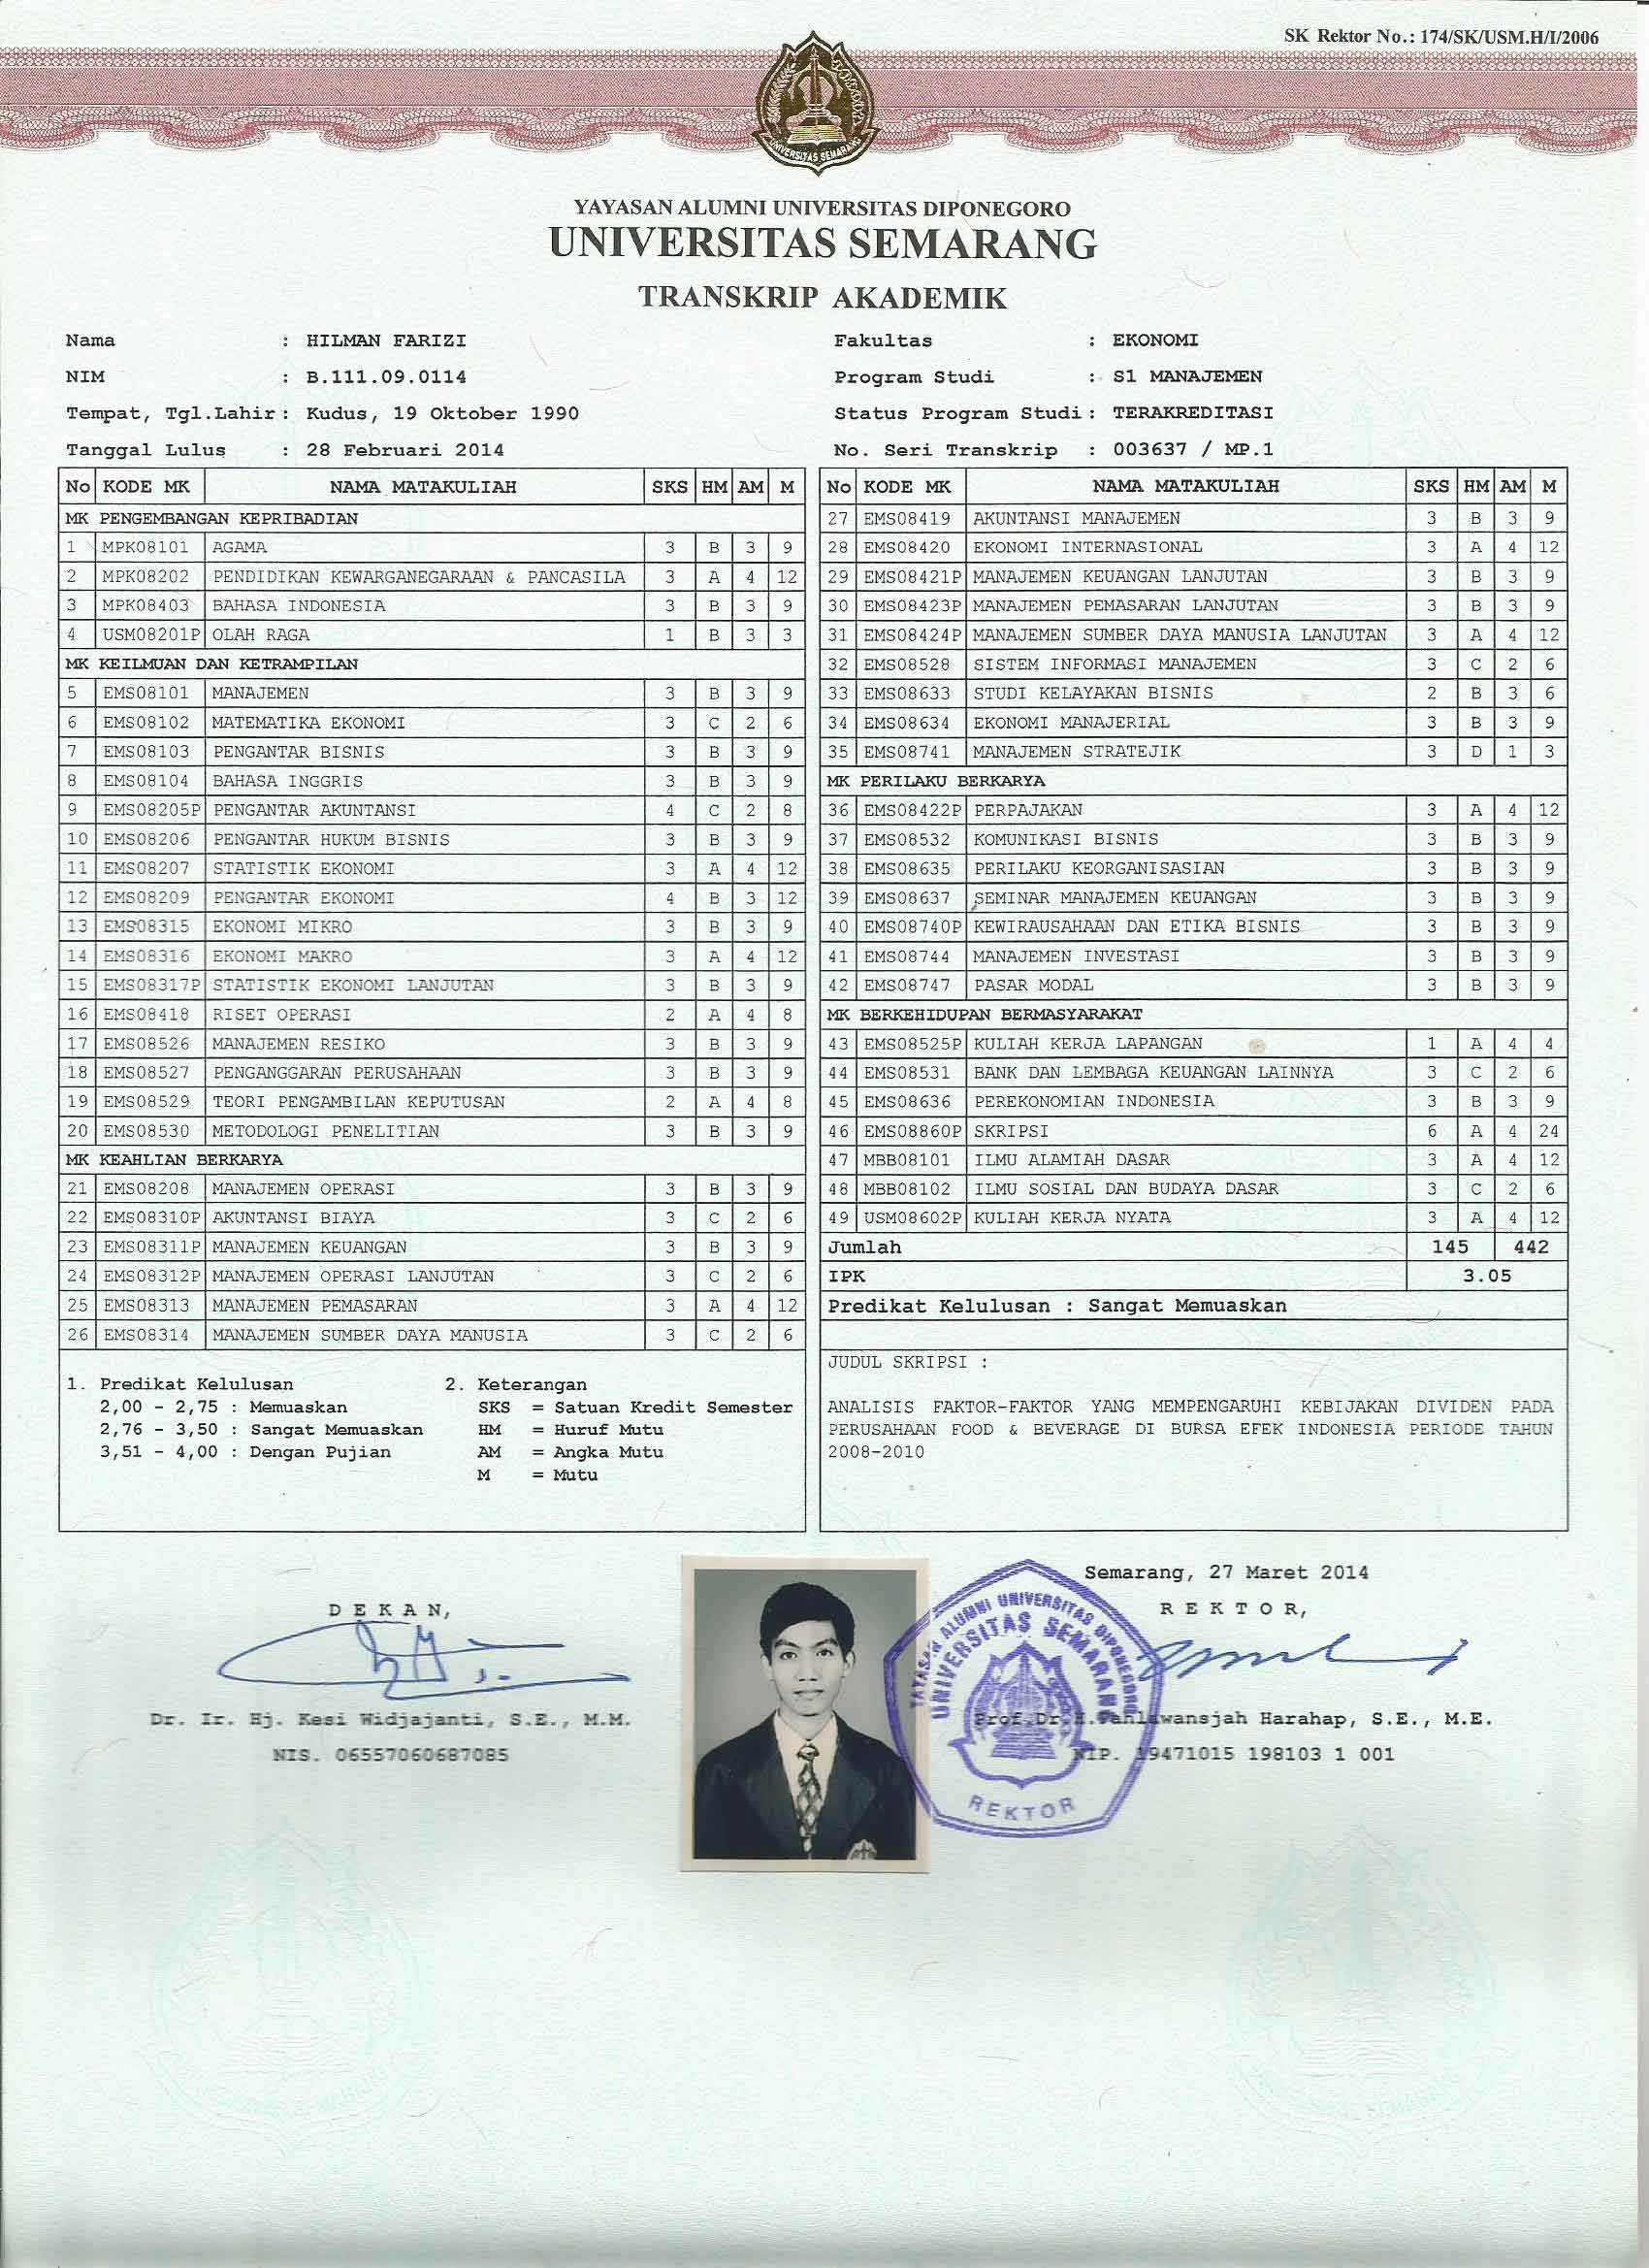 SK Rektor No.: 174/SK/USM.H/I/2006
UNIVERSITAS SEMARANG
YAYASAN ALUMNI UNIVERSITAS DIPONEGORO
UNIVERSITAS SEMARANG
TRANSKRIP AKADEMIK
Nama : HILMAN FARIZI
NIM : B.111.09.0114
Tempat, Tgl.Lahir : Kudus, 19 Oktober 1990
Tanggal Lulus : 28 Februari 2014
Fakultas : EKONOMI
Program Studi : S1 MANAJEMEN
Status Program Studi : TERAKREDITASI
No. Seri Transkrip : 003637 / MP.1
No KODE MK NAMA MATAKULIAH SKS HM AM M
MK PENGEMBANGAN KEPRIBADIAN
1 MPK08101 AGAMA 3 B 3 9
2 MPK08202 PENDIDIKAN KEWARGANEGARAAN & PANCASILA 3 A 4 12
3 MPK08403 BAHASA INDONESIA 3 B 3 9
4 USM08201P OLAH RAGA 1 B 3 3
MK KEILMUAN DAN KETRAMPILAN
5 EMS08101 MANAJEMEN 3 B 3 9
6 EMS08102 MATEMATIKA EKONOMI 3 C 2 6
7 EMS08103 PENGANTAR BISNIS 3 B 3 9
8 EMS08104 BAHASA INGGRIS 3 B 3 9
9 EMS08205P PENGANTAR AKUNTANSI 4 C 2 8
10 EMS08206 PENGANTAR HUKUM BISNIS 3 B 3 9
11 EMS08207 STATISTIK EKONOMI 3 A 4 12
12 EMS08209 PENGANTAR EKONOMI 4 B 3 12
13 EMS08315 EKONOMI MIKRO 3 B 3 9
14 EMS08316 EKONOMI MAKRO 3 A 4 12
15 EMS08317P STATISTIK EKONOMI LANJUTAN 3 B 3 9
16 EMS08418 RISET OPERASI 2 A 4 8
17 EMS08526 MANAJEMEN RESIKO 3 B 3 9
18 EMS08527 PENGANGGARAN PERUSAHAAN 3 B 3 9
19 EMS08529 TEORI PENGAMBILAN KEPUTUSAN 2 A 4 8
20 EMS08530 METODOLOGI PENELITIAN 3 B 3 9
MK KEAHLIAN BERKARYA
21 EMS08208 MANAJEMEN OPERASI 3 B 3 9
22 EMS08310P AKUNTANSI BIAYA 3 C 2 6
23 EMS08311P MANAJEMEN KEUANGAN 3 B 3 9
24 EMS08312P MANAJEMEN OPERASI LANJUTAN 3 C 2 6
25 EMS08313 MANAJEMEN PEMASARAN 3 A 4 12
26 EMS08314 MANAJEMEN SUMBER DAYA MANUSIA 3 C 2 6
No KODE MK NAMA MATAKULIAH SKS HM AM M
27 EMS08419 AKUNTANSI MANAJEMEN 3 B 3 9
28 EMS08420 EKONOMI INTERNASIONAL 3 A 4 12
29 EMS08421P MANAJEMEN KEUANGAN LANJUTAN 3 B 3 9
30 EMS08423P MANAJEMEN PEMASARAN LANJUTAN 3 B 3 9
31 EMS08424P MANAJEMEN SUMBER DAYA MANUSIA LANJUTAN 3 A 4 12
32 EMS08528 SISTEM INFORMASI MANAJEMEN 3 C 2 6
33 EMS08633 STUDI KELAYAKAN BISNIS 2 B 3 6
34 EMS08634 EKONOMI MANAJERIAL 3 B 3 9
35 EMS08741 MANAJEMEN STRATEJIK 3 D 1 3
MK PERILAKU BERKARYA
36 EMS08422P PERPAJAKAN 3 A 4 12
37 EMS08532 KOMUNIKASI BISNIS 3 B 3 9
38 EMS08635 PERILAKU KEORGANISASIAN 3 B 3 9
39 EMS08637 SEMINAR MANAJEMEN KEUANGAN 3 B 3 9
40 EMS08740P KEWIRAUSAHAAN DAN ETIKA BISNIS 3 B 3 9
41 EMS08744 MANAJEMEN INVESTASI 3 B 3 9
42 EMS08747 PASAR MODAL 3 B 3 9
MK BERKEHIDUPAN BERMASYARAKAT
43 EMS08525P KULIAH KERJA LAPANGAN 1 A 4 4
44 EMS08531 BANK DAN LEMBAGA KEUANGAN LAINNYA 3 C 2 6
45 EMS08636 PEREKONOMIAN INDONESIA 3 B 3 9
46 EMS08860P SKRIPSI 6 A 4 24
47 MBB08101 ILMU ALAMIAH DASAR 3 A 4 12
48 MBB08102 ILMU SOSIAL DAN BUDAYA DASAR 3 C 2 6
49 USM08602P KULIAH KERJA NYATA 3 A 4 12
Jumlah 145 442
IPK 3.05
Predikat Kelulusan : Sangat Memuaskan
1. Predikat Kelulusan
2,00 - 2,75 : Memuaskan
2,76 - 3,50 : Sangat Memuaskan
3,51 - 4,00 : Dengan Pujian
2. Keterangan
SKS = Satuan Kredit Semester
HM = Huruf Mutu
AM = Angka Mutu
M = Mutu
JUDUL SKRIPSI :
ANALISIS FAKTOR-FAKTOR YANG MEMPENGARUHI KEBIJAKAN DIVIDEN PADA
PERUSAHAAN FOOD & BEVERAGE DI BURSA EFEK INDONESIA PERIODE TAHUN
2008-2010
D E K A N,
Dr. Ir. Hj. Kesi Widjajanti, S.E., M.M.
NIS. 06557060687085
YAYASAN ALUMNI UNIVERSITAS DIPONEGORO
UNIVERSITAS SEMARANG
REKTOR
Semarang, 27 Maret 2014
R E K T O R,
Prof.Dr.H.Pahlawansjah Harahap, S.E., M.E.
NIP. 19471015 198103 1 001